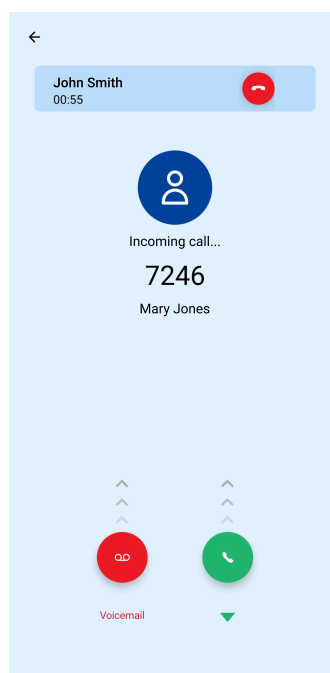 John Smith
00:55
Incoming call...
7246
Mary Jones
Voicemail